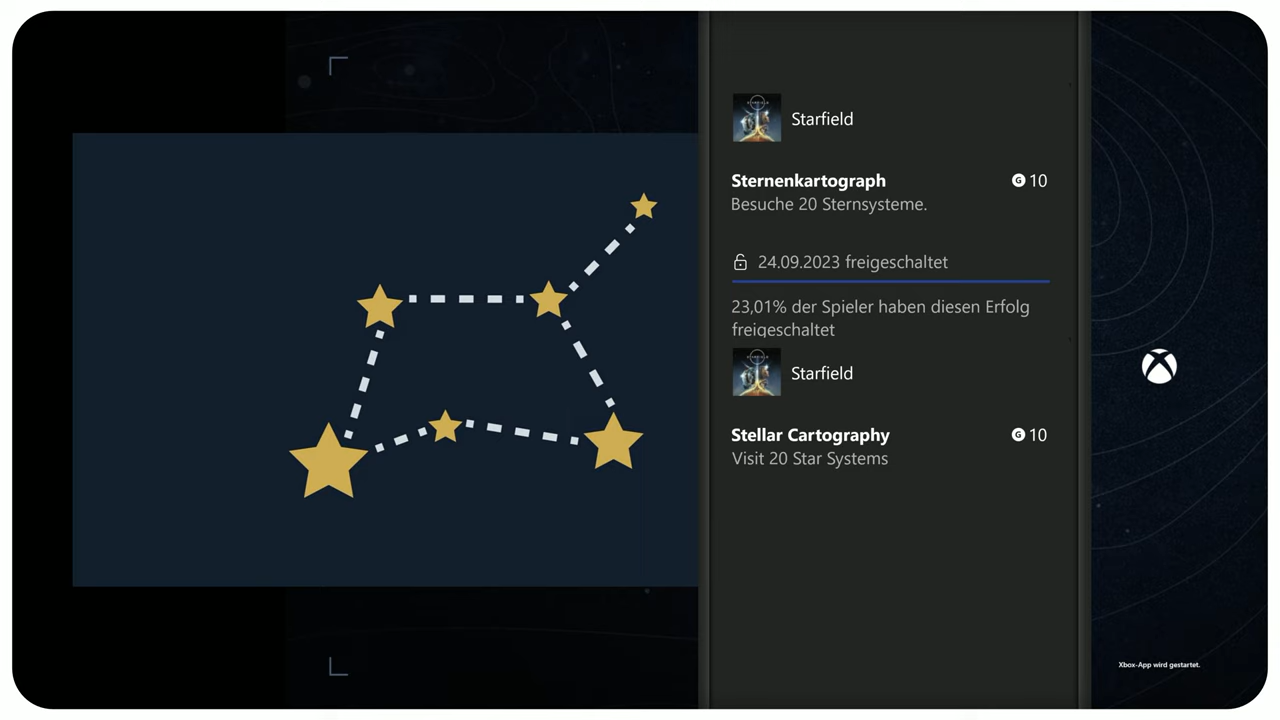 Starfield
Sternenkartograph
G 10
Besuche 20 Sternsysteme.
24.09.2023 freigeschaltet
23,01% der Spieler haben diesen Erfolg
freigeschaltet
Starfield
Stellar Cartography
G 10
Visit 20 Star Systems
Xbox-App wird gestartet.